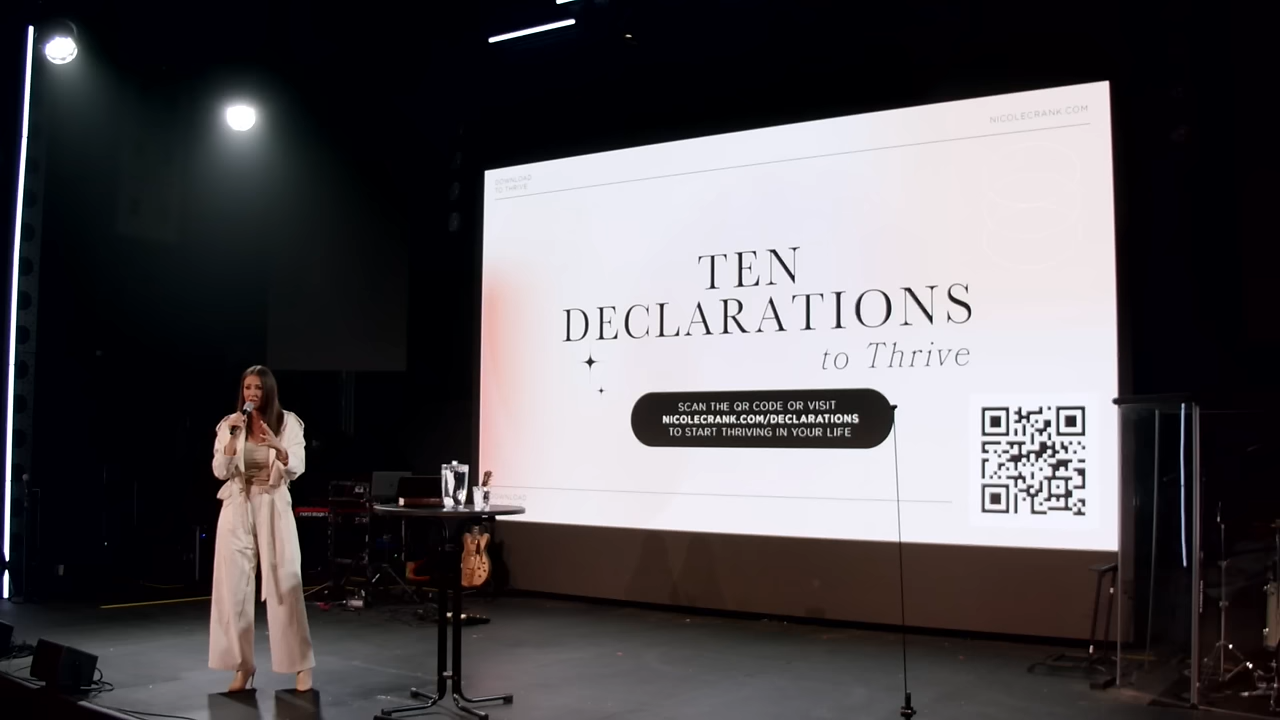 NICOLECRANK.COM
DOWNLOAD
TO THRIVE
TEN
DECLARATIONS
to Thrive
SCAN THE QR CODE OR VISIT
NICOLECRANK.COM/DECLARATIONS
TO START THRIVING IN YOUR LIFE
DOWNLOAD